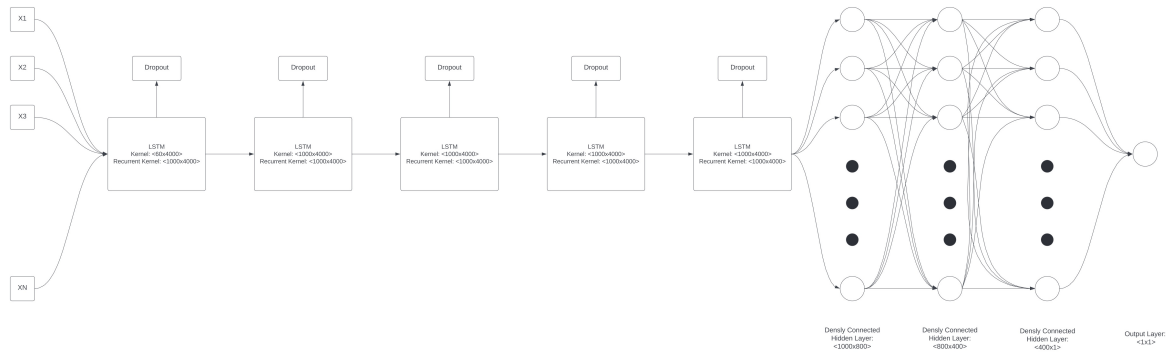 X1
X2
X3
XN
Dropout
Dropout
Dropout
Dropout
Dropout
LSTM
Kernel: <60x4000>
Recurrent Kernel: <1000x4000>
LSTM
Kernel: <1000x4000>
Recurrent Kernel: <1000x4000>
LSTM
Kernel: <1000x4000>
Recurrent Kernel: <1000x4000>
LSTM
Kernel: <1000x4000>
Recurrent Kernel: <1000x4000>
LSTM
Kernel: <1000x4000>
Recurrent Kernel: <1000x4000>
Densly Connected
Hidden Layer:
<1000x800>
Densly Connected
Hidden Layer:
<800x400>
Densly Connected
Hidden Layer:
<400x1>
Output Layer:
<1x1>